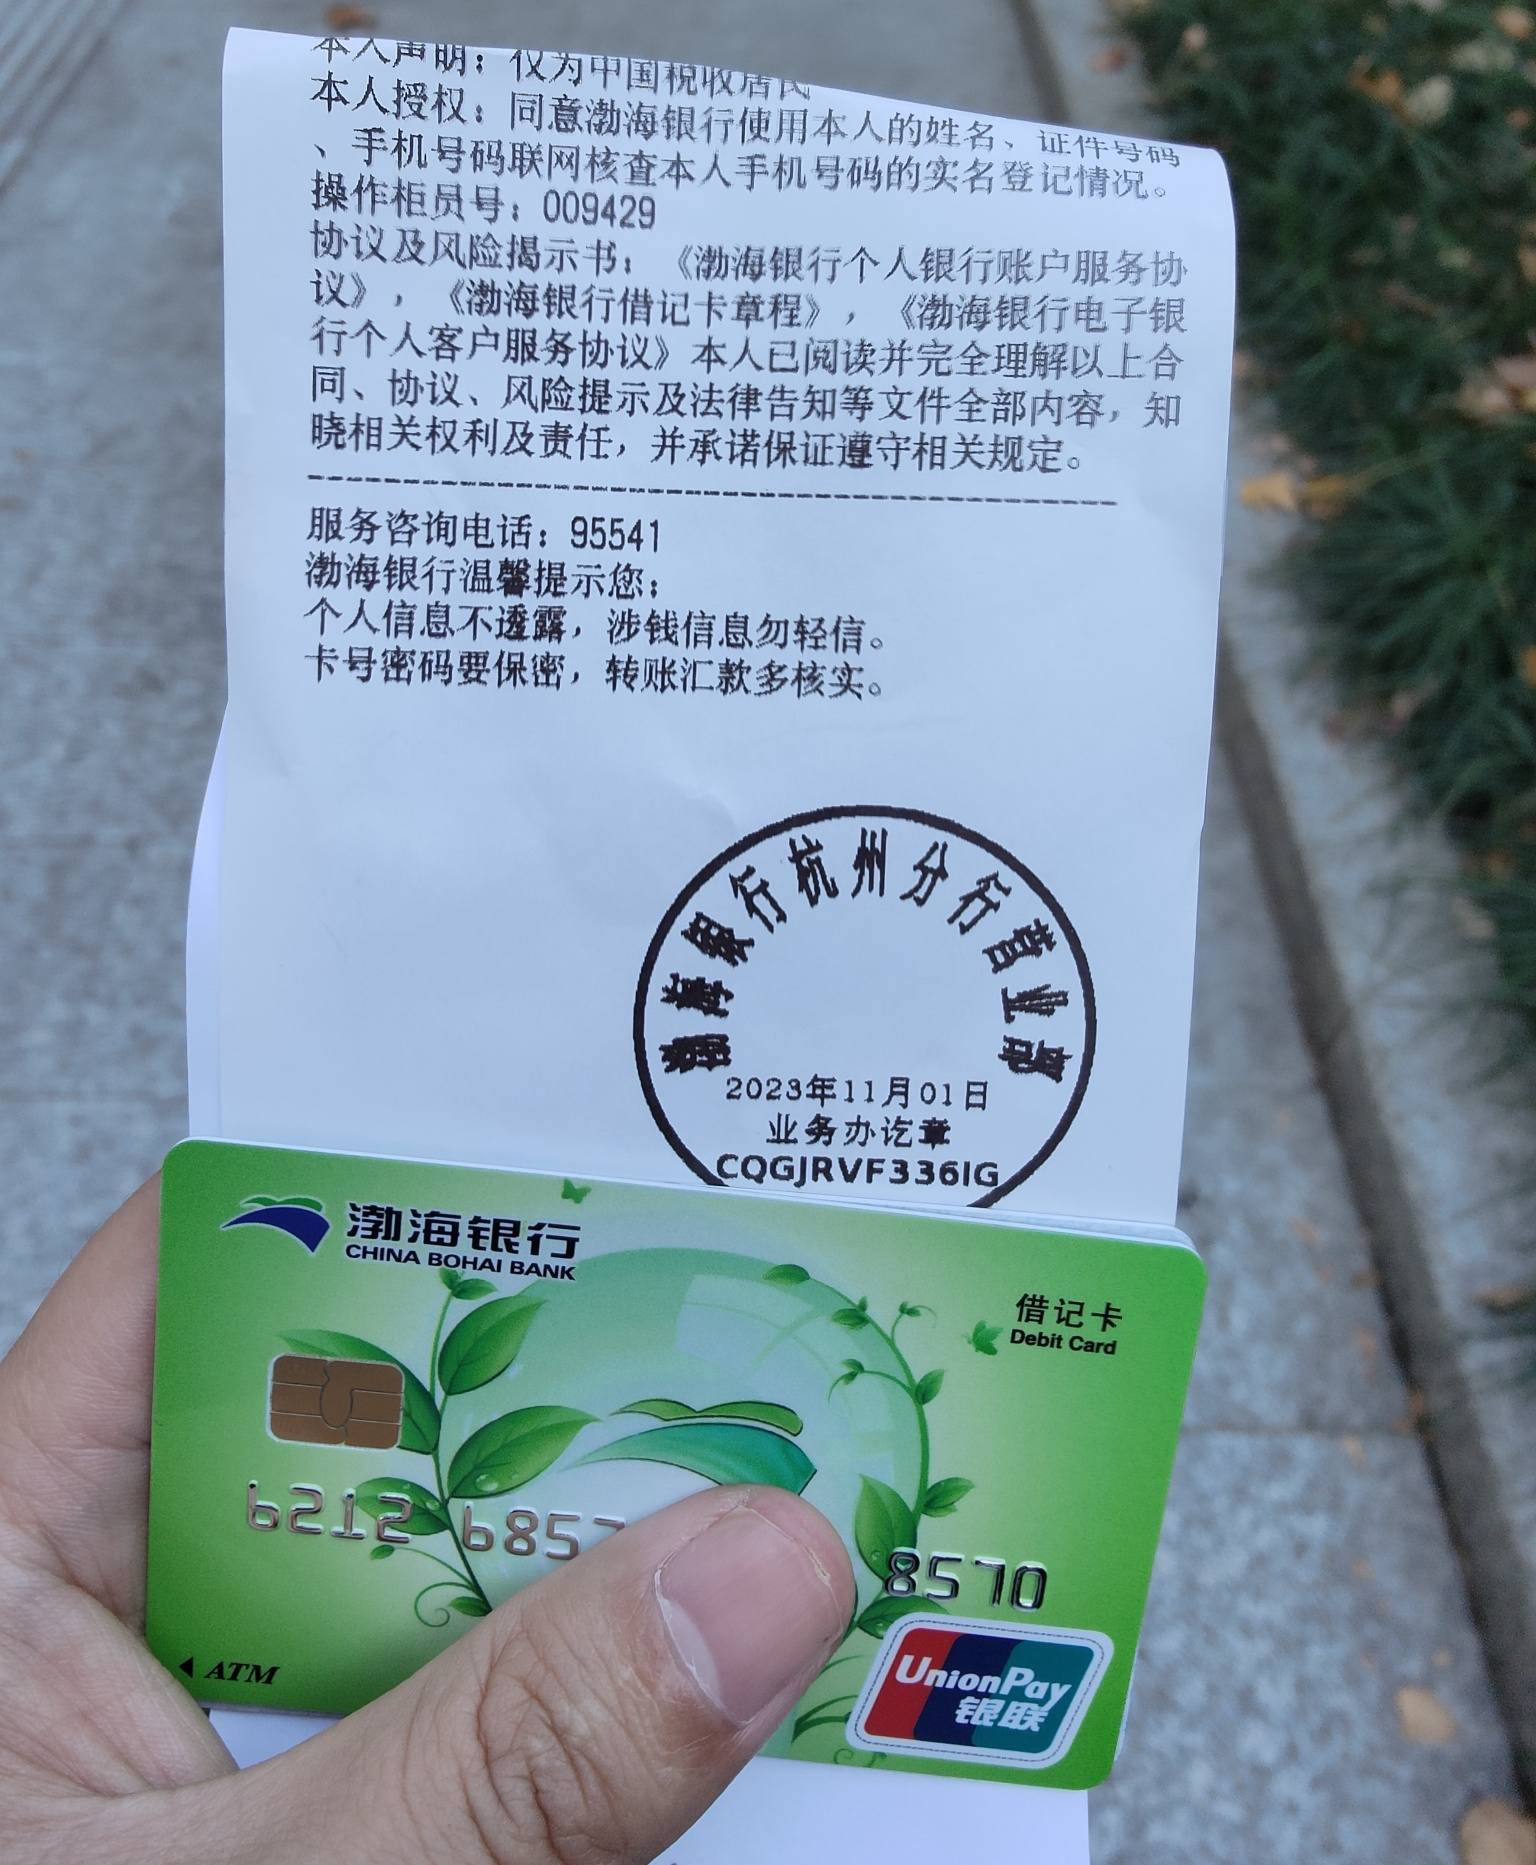 本人声明：仅为中国税收居民
本人授权：同意渤海银行使用本人的姓名、证件号码
、手机号码联网核查本人手机号码的实名登记情况。
操作柜员号：009429
协议及风险揭示书：《渤海银行个人银行账户服务协
议》，《渤海银行借记卡章程》，《渤海银行电子银
行个人客户服务协议》本人已阅读并完全理解以上合
同、协议、风险提示及法律告知等文件全部内容，知
晓相关权利及责任，并承诺保证遵守相关规定。
服务咨询电话：95541
渤海银行温馨提示您：
个人信息不透露，涉钱信息勿轻信。
卡号密码要保密，转账汇款多核实。
渤海银行杭州分行营业部
2023年11月01日
业务办讫章
CQGJRVF336IG
渤海银行
CHINA BOHAI BANK
借记卡
Debit Card
6212 685
8570
ATM
UnionPay
银联